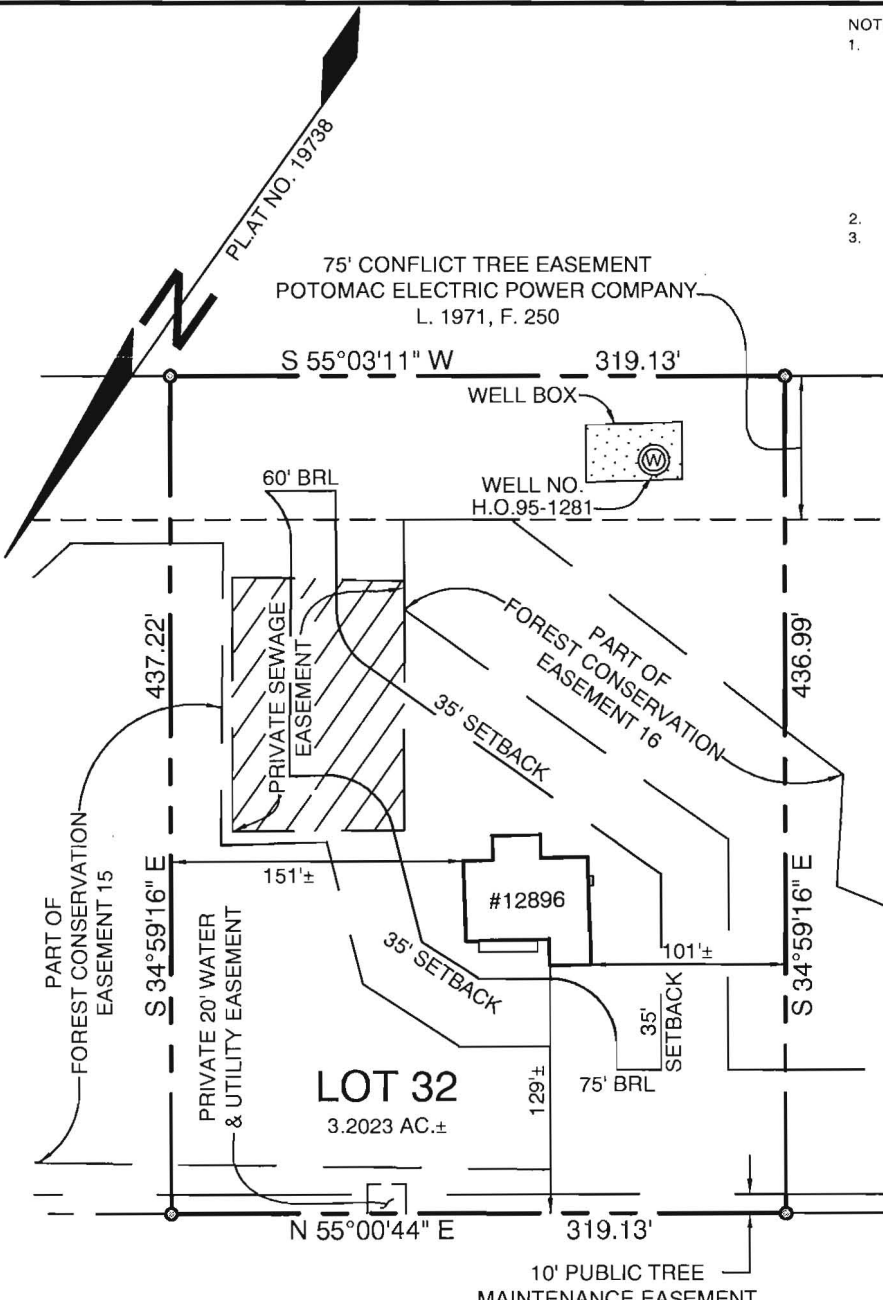 NOT
1.
PLAT NO. 19738
N
2.
3.
75' CONFLICT TREE EASEMENT
POTOMAC ELECTRIC POWER COMPANY
L. 1971, F. 250
S 55°03'11" W
319.13'
WELL BOX
W
WELL NO.
H.O.95-1281
60' BRL
437.22'
S 34°59'16" E
436.99'
S 34°59'16" E
PRIVATE SEWAGE
EASEMENT
PART OF
FOREST CONSERVATION
EASEMENT 16
35' SETBACK
PART OF
FOREST CONSERVATION
EASEMENT 15
151'±
#12896
101'±
35' SETBACK
35'
SETBACK
75' BRL
129'±
PRIVATE 20' WATER
& UTILITY EASEMENT
LOT 32
3.2023 AC.±
N 55°00'44" E
319.13'
10' PUBLIC TREE
MAINTENANCE EASEMENT